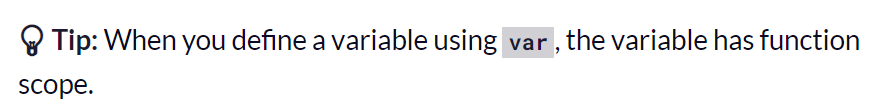 Tip: When you define a variable using var, the variable has function
scope.